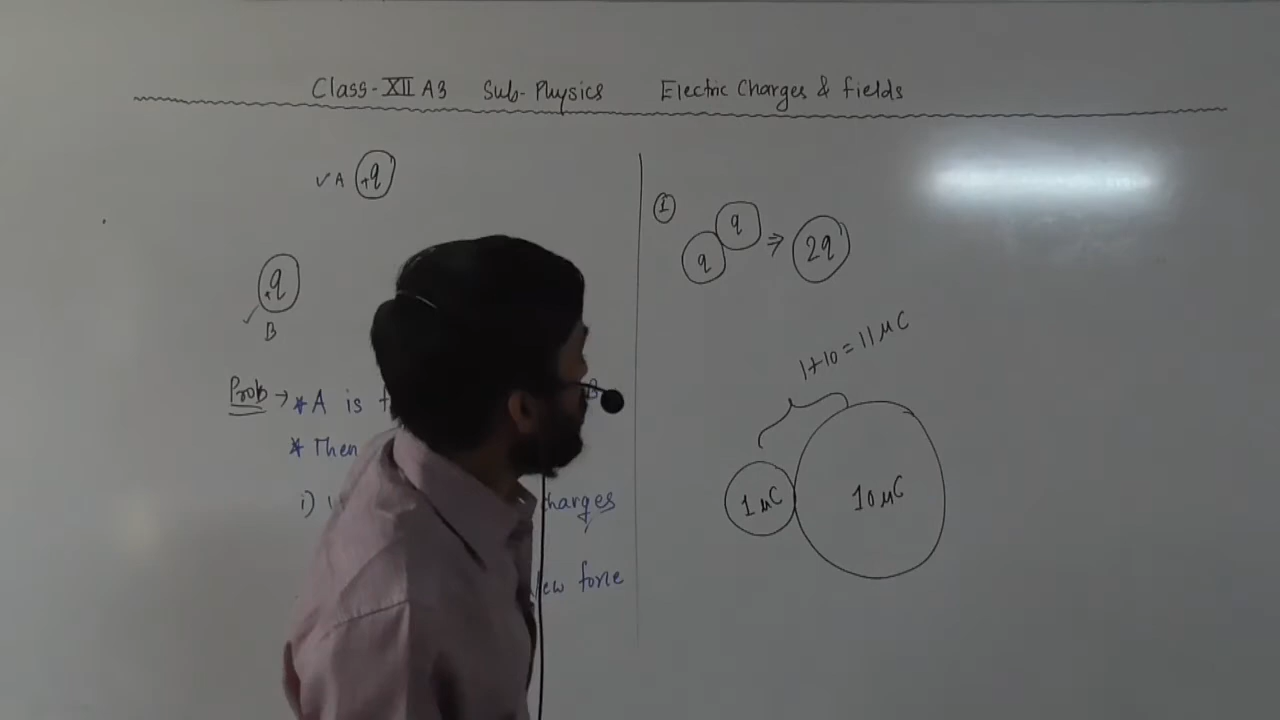 Class-XII A3 Sub-Physics Electric Charges & fields
✓ A +q
+q
B
Prob → * A is
* Then
i)
charges
force
①
q
q
⇒ 2q
1+10 = 11 μC
1 μC
10 μC